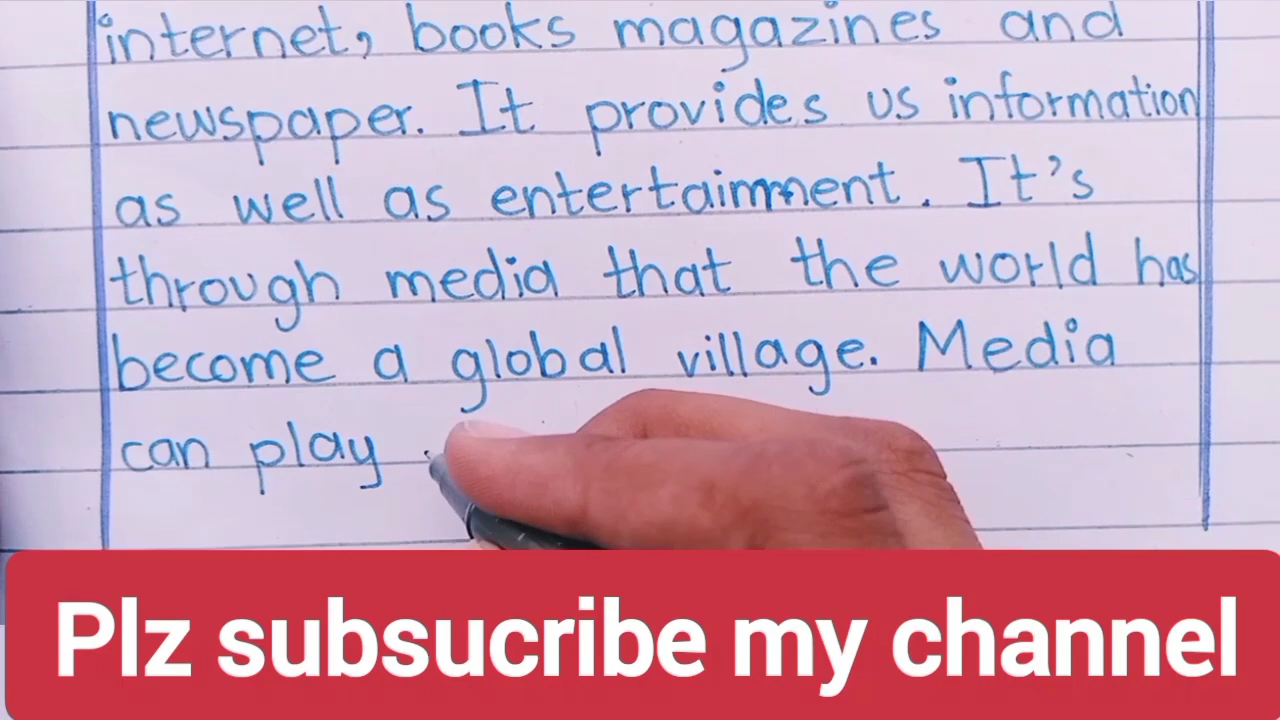 internet, books magazines and
newspaper. It provides us information
as well as entertainment. It's
through media that the world has
become a global village. Media
can play
Plz subsucribe my channel